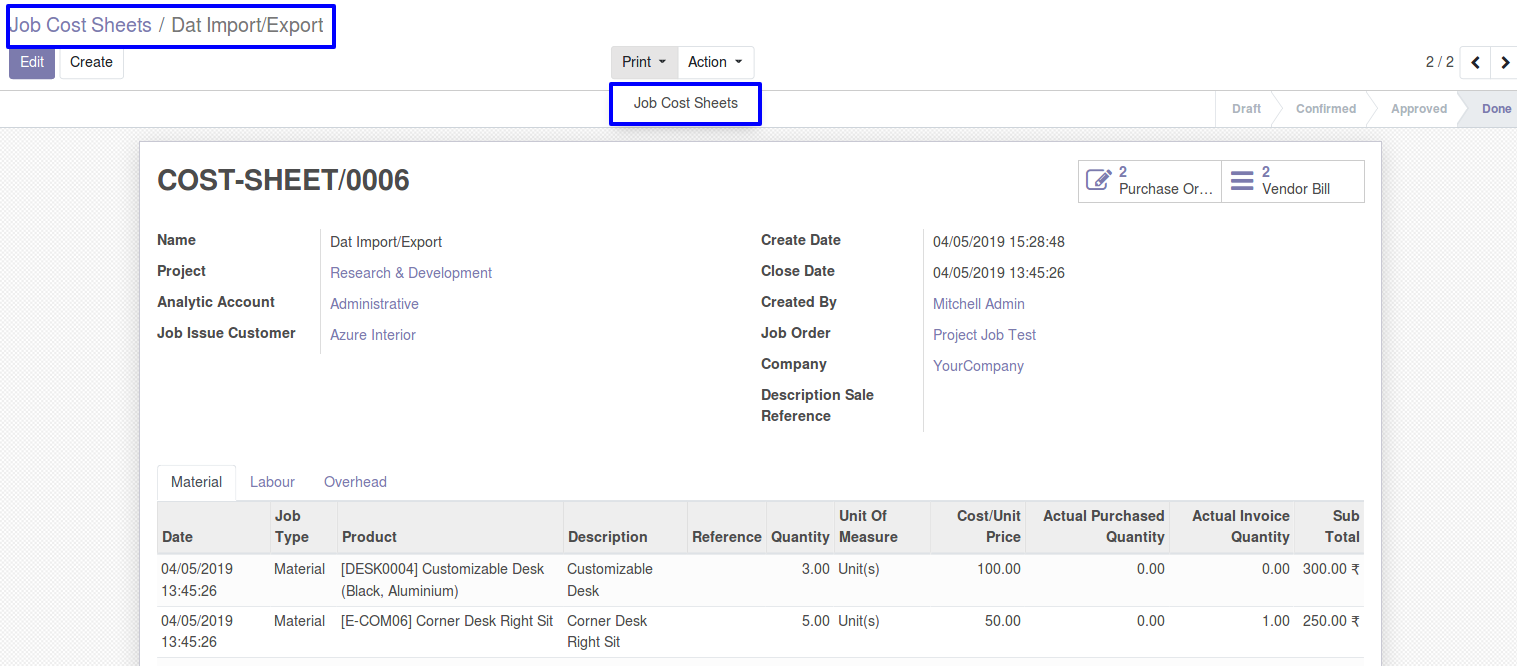 Job Cost Sheets / Dat Import/Export
Edit Create Print Action 2 / 2
Job Cost Sheets
Draft Confirmed Approved Done
COST-SHEET/0006
2 Purchase Or...
2 Vendor Bill
Name Dat Import/Export
Project Research & Development
Analytic Account Administrative
Job Issue Customer Azure Interior
Create Date 04/05/2019 15:28:48
Close Date 04/05/2019 13:45:26
Created By Mitchell Admin
Job Order Project Job Test
Company YourCompany
Description Sale
Reference
Material Labour Overhead
Date Job Type Product Description Reference Quantity Unit Of Measure Cost/Unit Price Actual Purchased Quantity Actual Invoice Quantity Sub Total
04/05/2019 Material [DESK0004] Customizable Desk Customizable 3.00 Unit(s) 100.00 0.00 0.00 300.00 ₹
13:45:26 (Black, Aluminium) Desk
04/05/2019 Material [E-COM06] Corner Desk Right Sit Corner Desk 5.00 Unit(s) 50.00 0.00 1.00 250.00 ₹
13:45:26 Right Sit